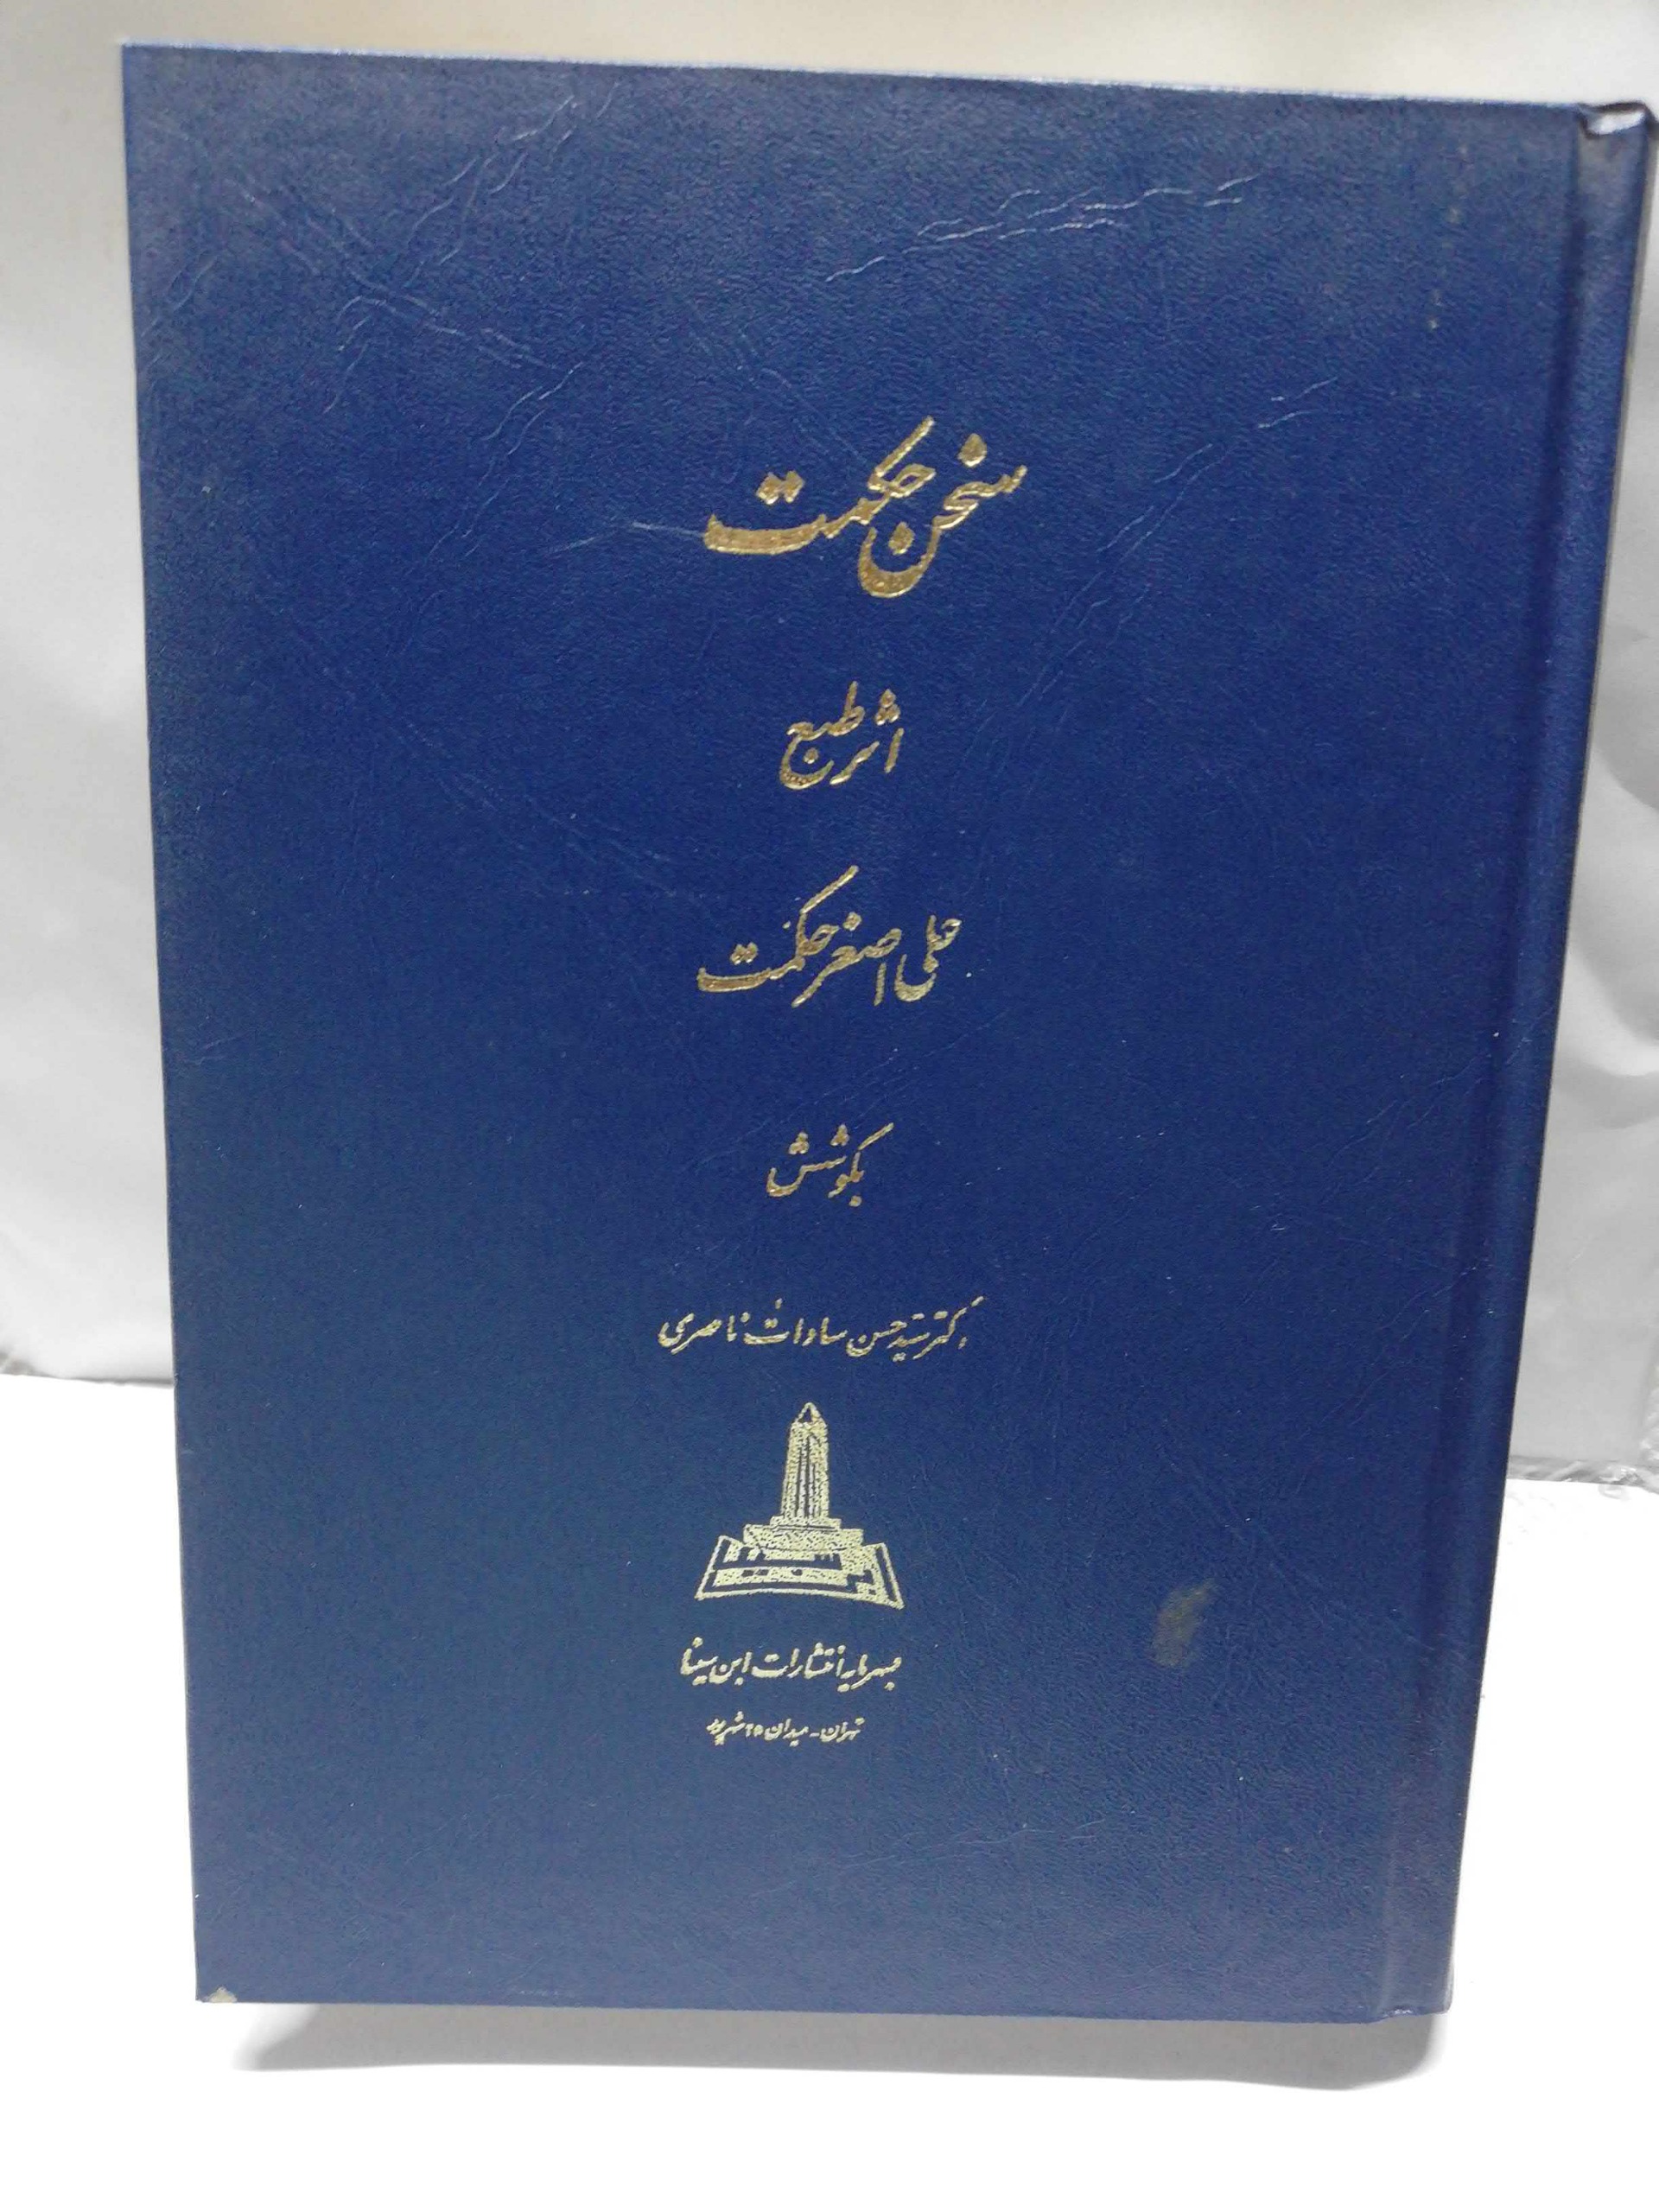 سخن حکمت
اثر طبع
علی اصغر حکمت
بکوشش
دکتر سید حسن سادات ناصری
بسرمایه انتشارات ابن سینا
تهران - میدان ۲۵ شهریور